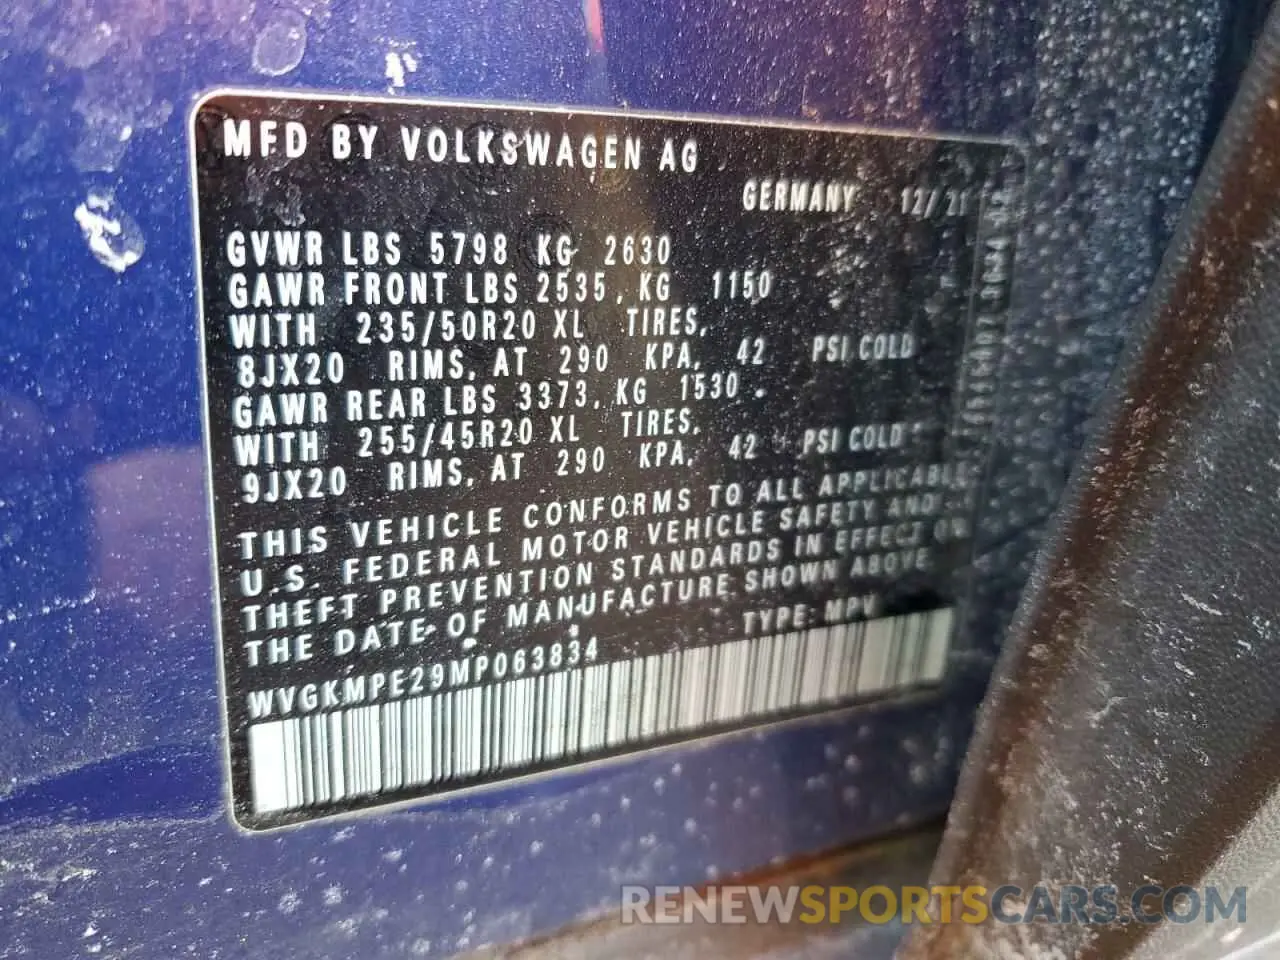 MFD BY VOLKSWAGEN AG
GERMANY 12/21
GVWR LBS 5798 KG 2630
GAWR FRONT LBS 2535, KG 1150
WITH 235/50R20 XL TIRES,
8JX20 RIMS, AT 290 KPA, 42 PSI COLD
GAWR REAR LBS 3373, KG 1530.
WITH 255/45R20 XL TIRES,
9JX20 RIMS, AT 290 KPA, 42 PSI COLD
THIS VEHICLE CONFORMS TO ALL APPLICABLE
U.S. FEDERAL MOTOR VEHICLE SAFETY AND
THEFT PREVENTION STANDARDS IN EFFECT ON
THE DATE OF MANUFACTURE SHOWN ABOVE
WVGKMPE29MP063834 TYPE: MPV
RENEWSPORTSCARS.COM